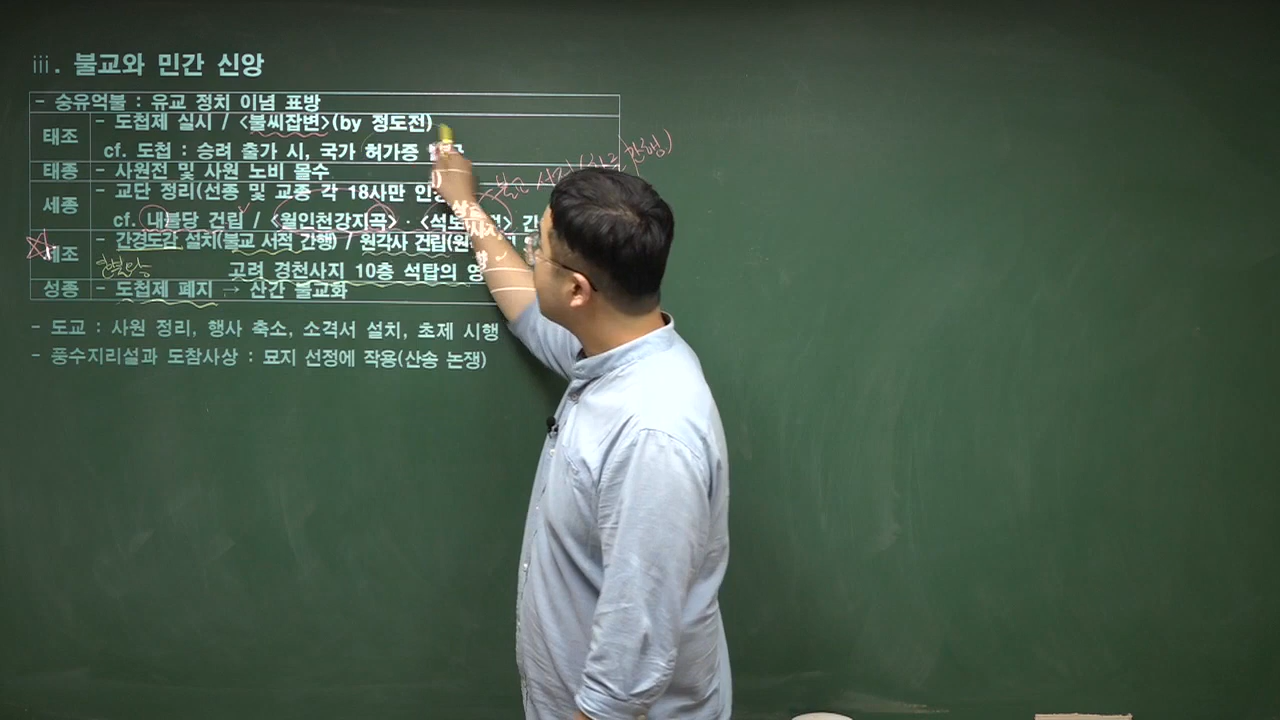 ⅲ. 불교와 민간 신앙
- 숭유억불 : 유교 정치 이념 표방
태조
- 도첩제 실시 / <불씨잡변>(by 정도전)
cf. 도첩 : 승려 출가 시, 국가 허가증
태종
- 사원전 및 사원 노비 몰수
세종
- 교단 정리(선종 및 교종 각 18사만
cf. 내불당 건립 / <월인천강지곡>·
불교
조
- 간경도감 설치(불교 서적 간행) / 원각사 건립
고려 경천사지 10층 석탑의
성종
- 도첩제 폐지 → 산간 불교화
- 도교 : 사원 정리, 행사 축소, 소격서 설치, 초제 시행
- 풍수지리설과 도참사상 : 묘지 선정에 작용(산송 논쟁)